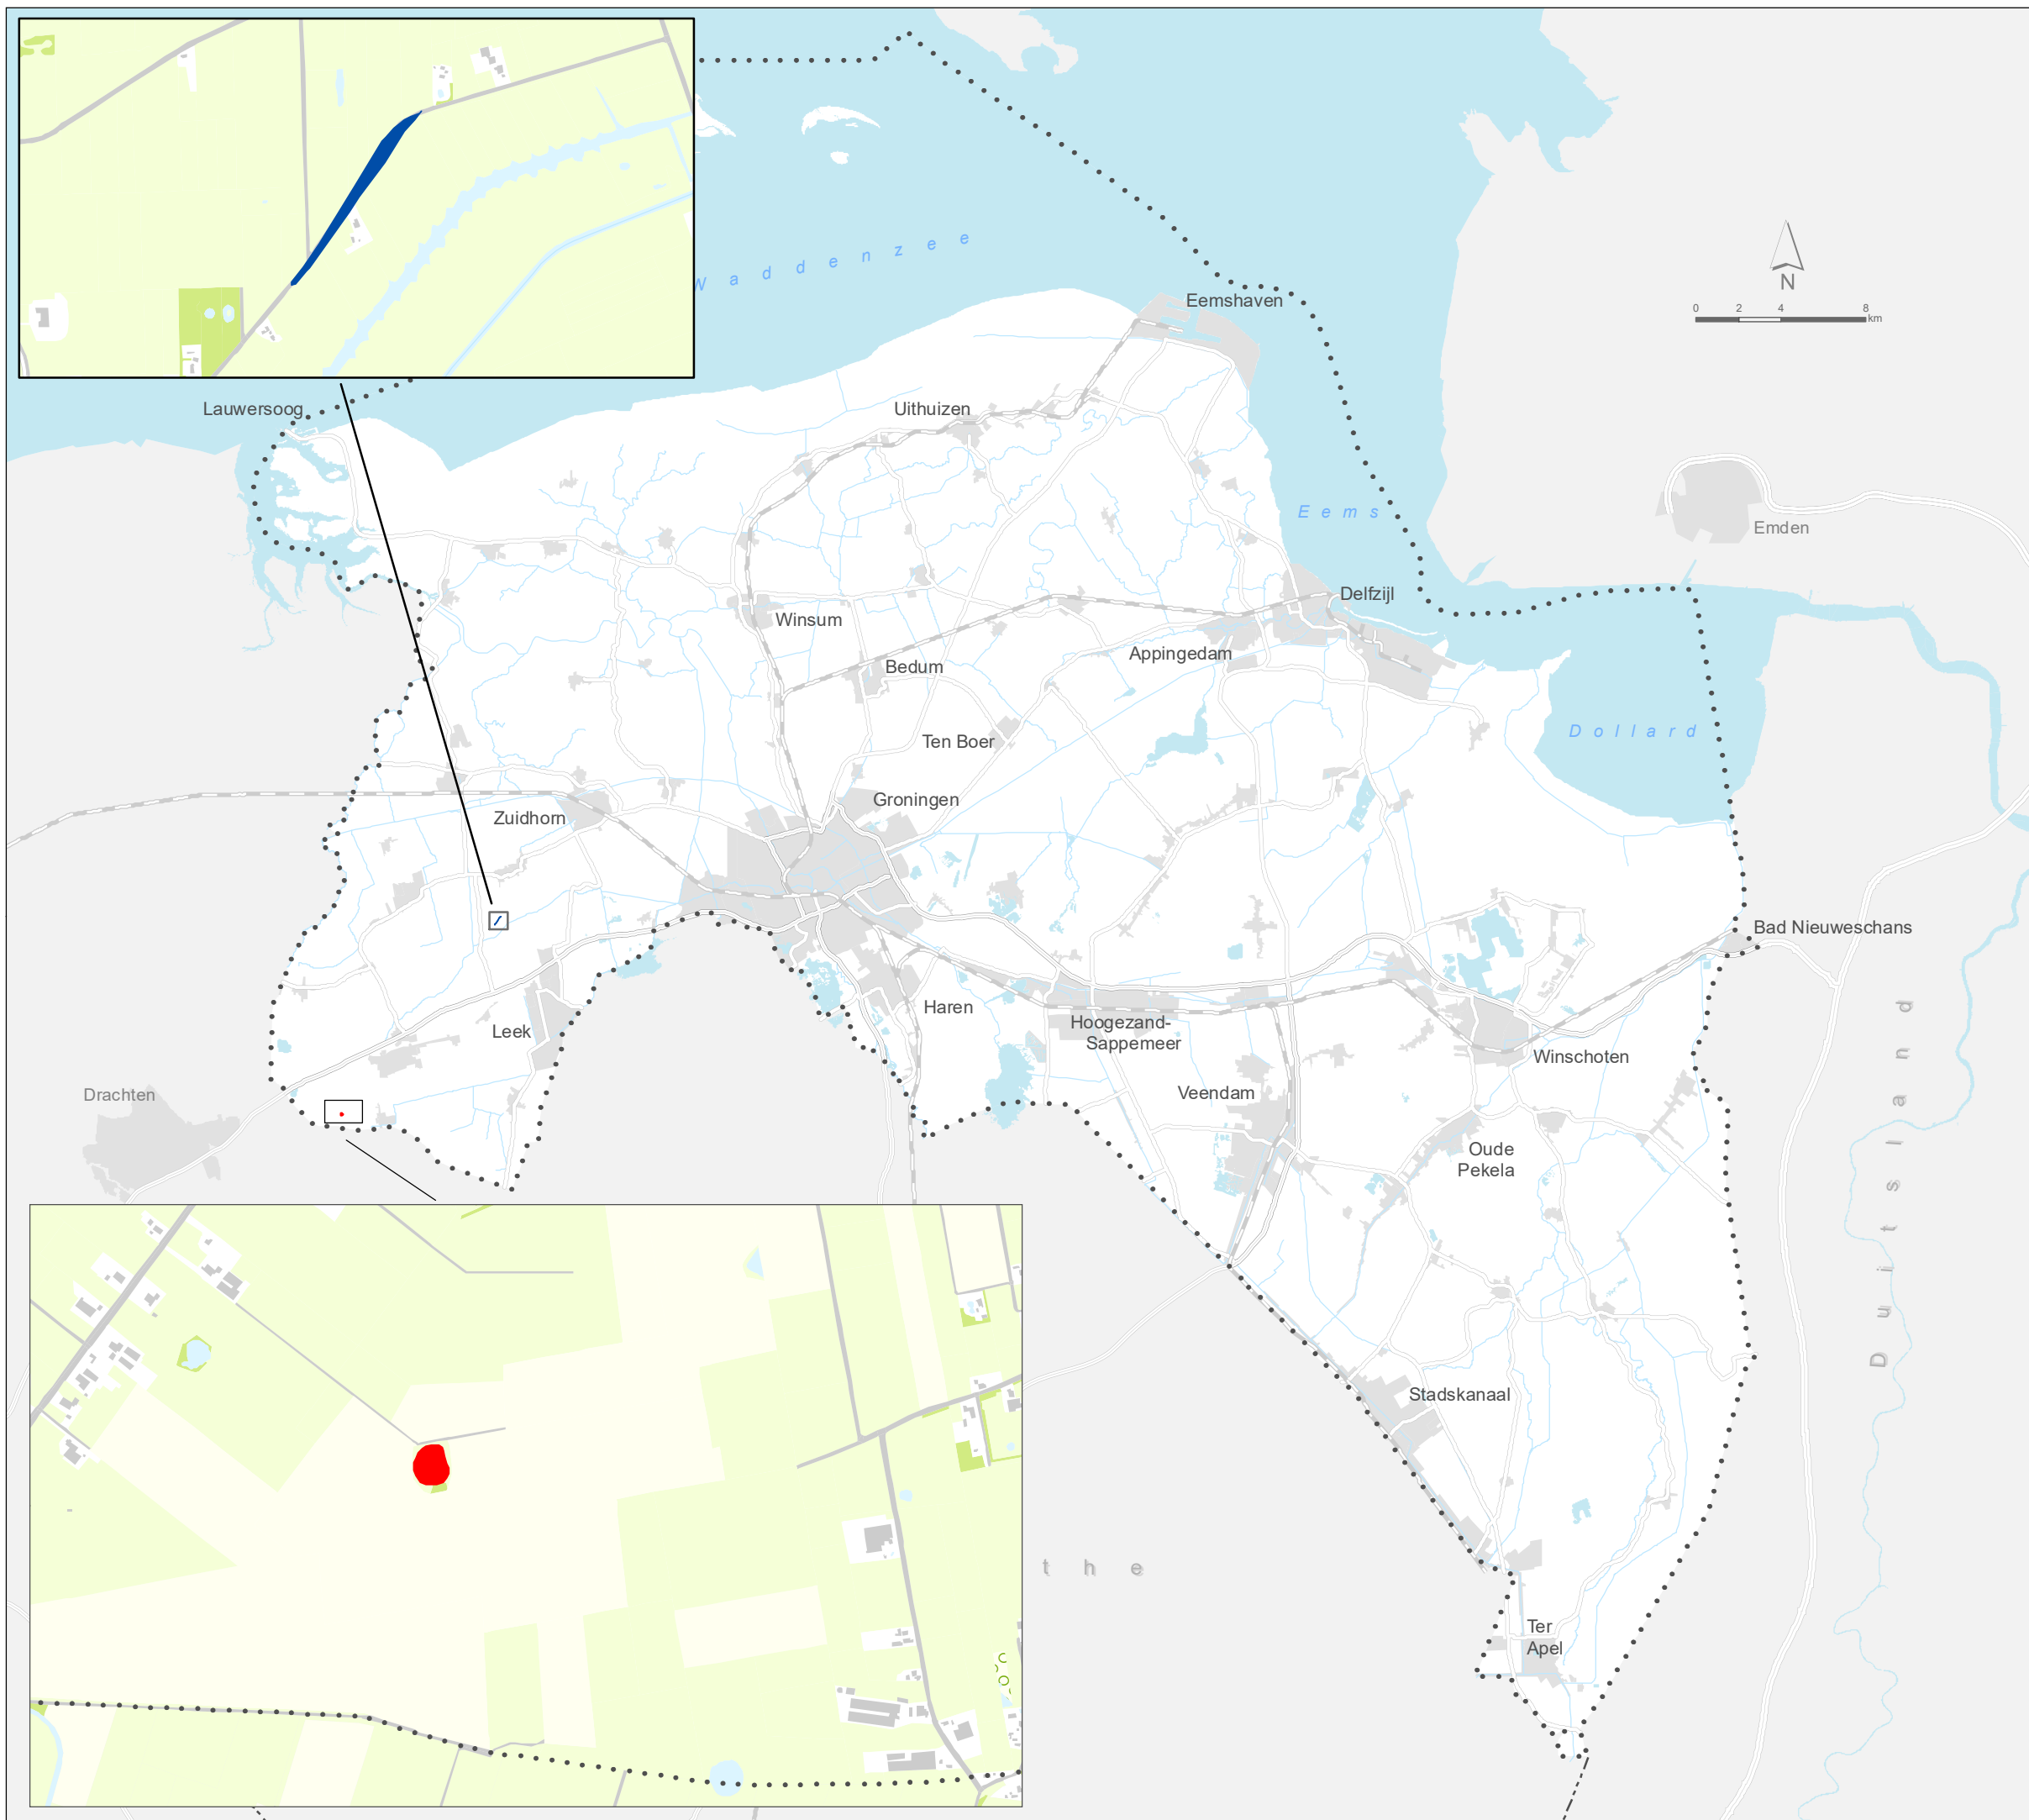 Waddenzee
Eemshaven
N
0 2 4 8
km
Lauwersoog
Uithuizen
Eems
Emden
Delfzijl
Winsum
Appingedam
Bedum
Dollard
Ten Boer
Groningen
Zuidhorn
Bad Nieuweschans
Haren
Leek
Hoogezand-
Sappemeer
Winschoten
Drachten
Veendam
Oude
Pekela
Duitsland
Stadskanaal
the
Ter
Apel